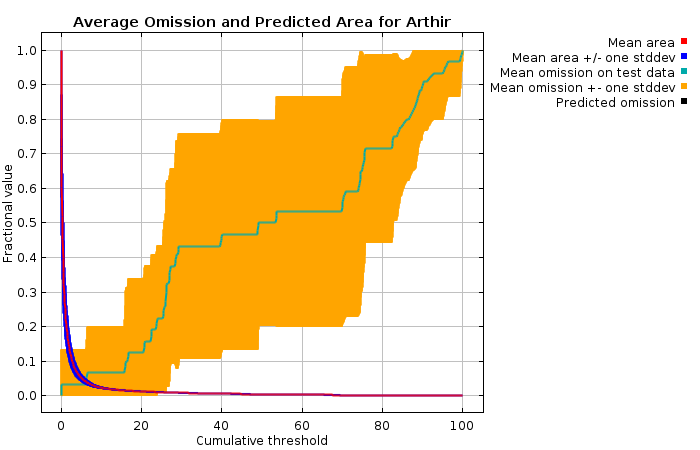 Average Omission and Predicted Area for Arthir
Mean area
Mean area +/- one stddev
Mean omission on test data
Mean omission +- one stddev
Predicted omission
Fractional value
1.0
0.9
0.8
0.7
0.6
0.5
0.4
0.3
0.2
0.1
0.0
0 20 40 60 80 100
Cumulative threshold